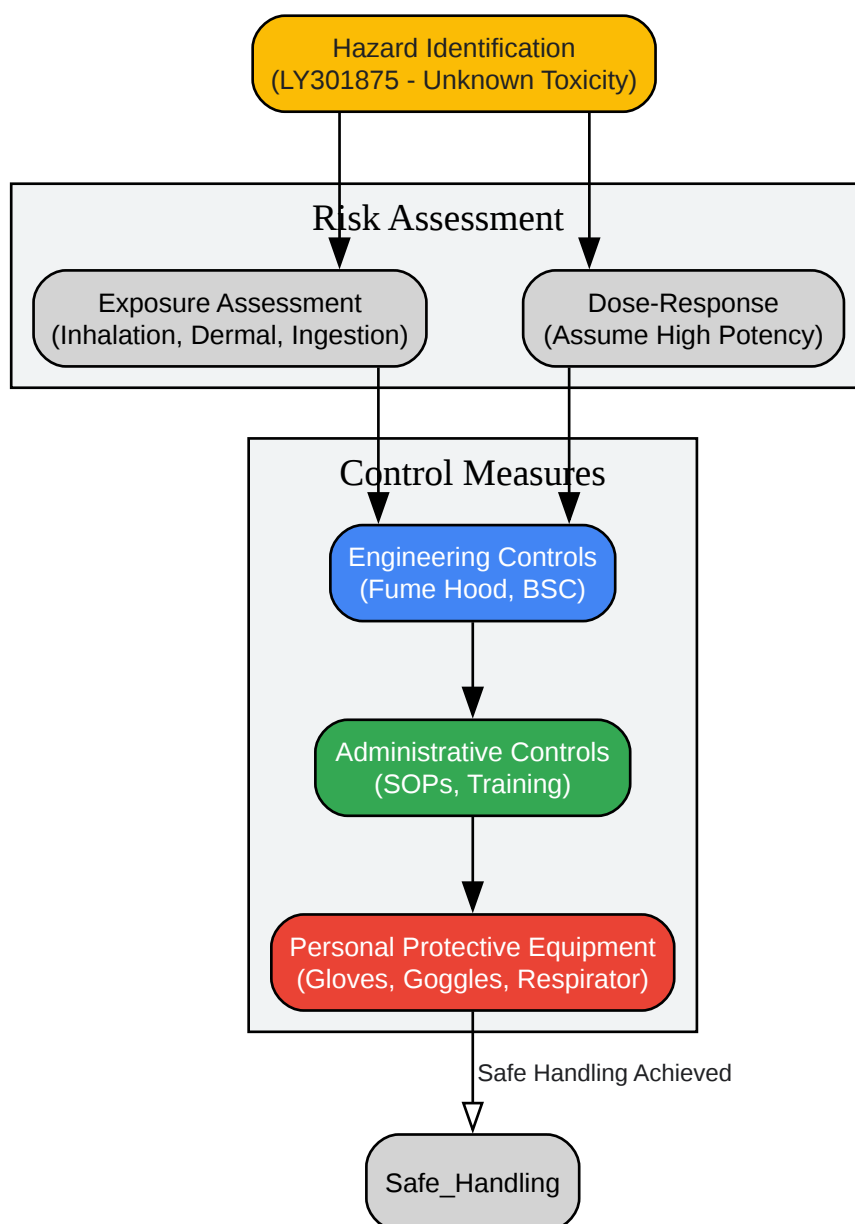 Hazard Identification
(LY301875 - Unknown Toxicity)
Risk Assessment
Exposure Assessment
(Inhalation, Dermal, Ingestion)
Dose-Response
(Assume High Potency)
Control Measures
Engineering Controls
(Fume Hood, BSC)
Administrative Controls
(SOPs, Training)
Personal Protective Equipment
(Gloves, Goggles, Respirator)
Safe Handling Achieved
Safe_Handling